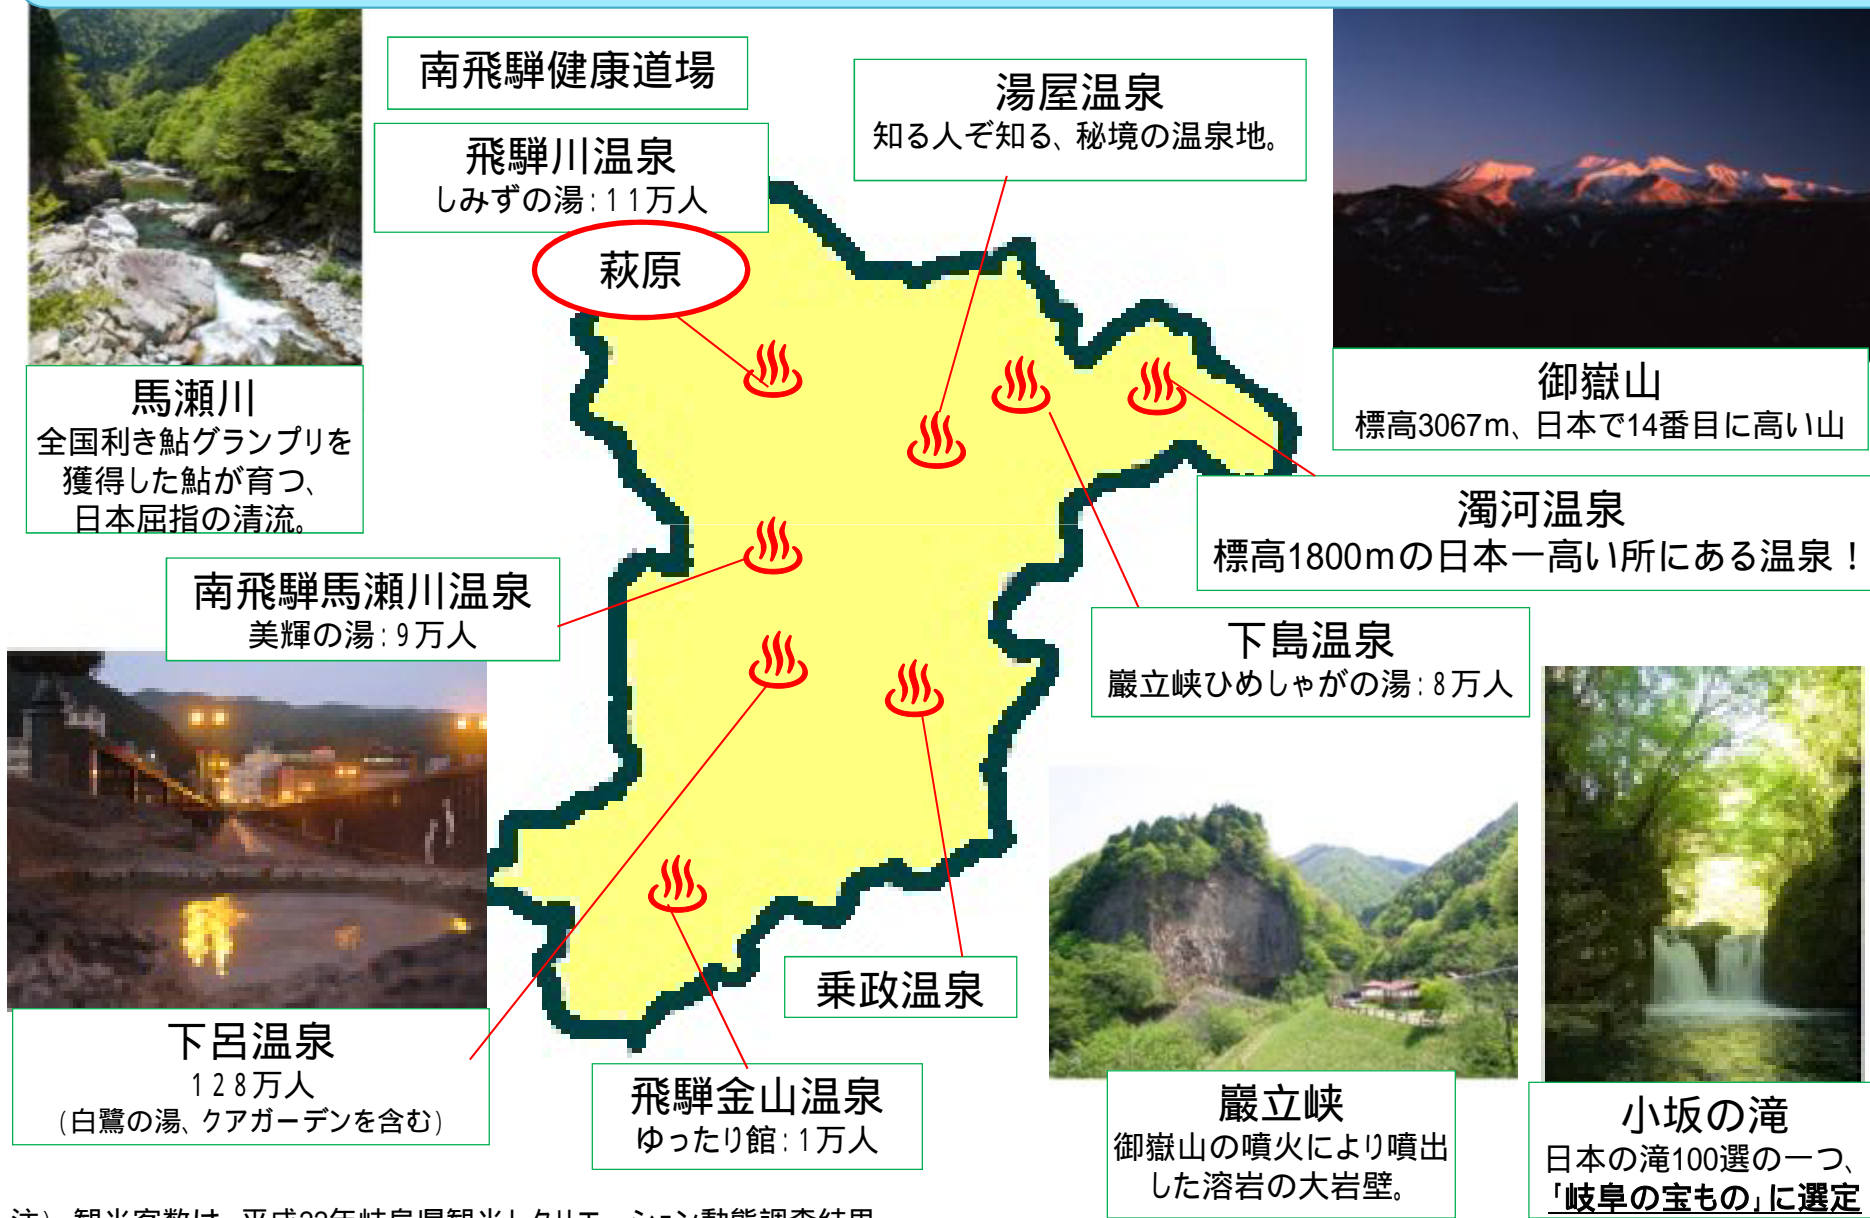 南飛騨健康道場
飛騨川温泉
しみずの湯:11万人
萩原
湯屋温泉
知る人ぞ知る、秘境の温泉地。
御嶽山
標高3067m、日本で14番目に高い山
馬瀬川
全国利き鮎グランプリを
獲得した鮎が育つ、
日本屈指の清流。
濁河温泉
標高1800mの日本一高い所にある温泉!
南飛騨馬瀬川温泉
美輝の湯:9万人
下島温泉
巌立峡ひめしゃがの湯:8万人
乗政温泉
下呂温泉
128万人
(白鷺の湯、クアガーデンを含む)
飛騨金山温泉
ゆったり館:1万人
巌立峡
御嶽山の噴火により噴出
した溶岩の大岩壁。
小坂の滝
日本の滝100選の一つ、
「岐阜の宝もの」に選定